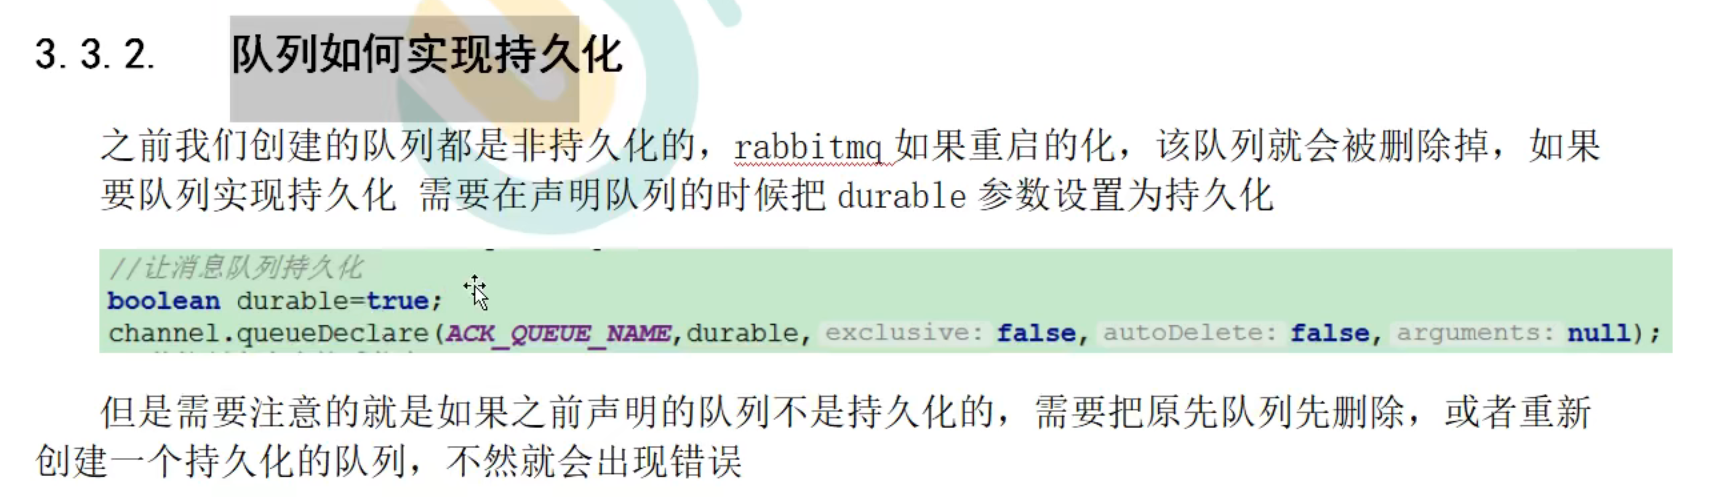 3.3.2. 队列如何实现持久化
之前我们创建的队列都是非持久化的，rabbitmq 如果重启的化，该队列就会被删除掉，如果
要队列实现持久化 需要在声明队列的时候把 durable 参数设置为持久化
//让消息队列持久化
boolean durable=true;
channel.queueDeclare(ACK_QUEUE_NAME,durable, exclusive: false, autoDelete: false, arguments: null);
但是需要注意的就是如果之前声明的队列不是持久化的，需要把原先队列先删除，或者重新
创建一个持久化的队列，不然就会出现错误